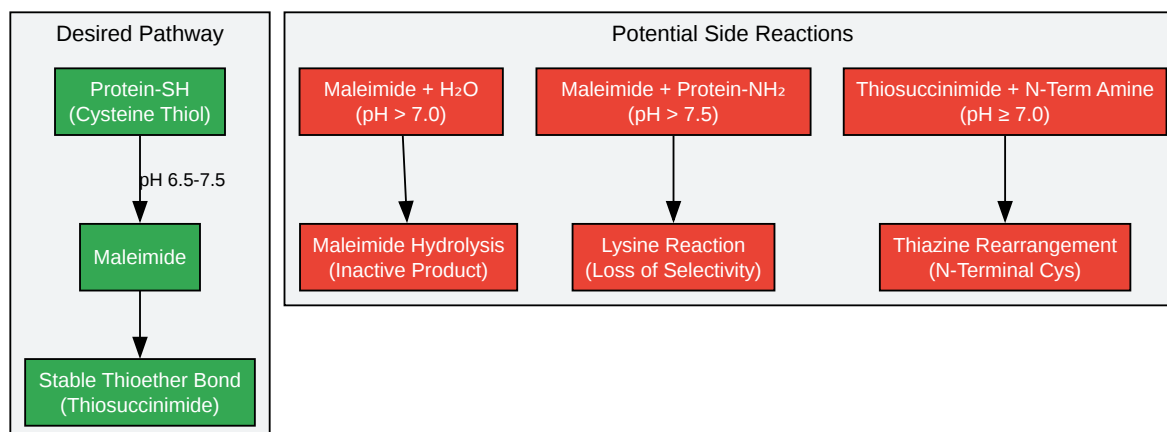 Desired Pathway
Protein-SH
(Cysteine Thiol)
pH 6.5-7.5
Maleimide
Stable Thioether Bond
(Thiosuccinimide)
Potential Side Reactions
Maleimide + H₂O
(pH > 7.0)
Maleimide + Protein-NH₂
(pH > 7.5)
Thiosuccinimide + N-Term Amine
(pH ≥ 7.0)
Maleimide Hydrolysis
(Inactive Product)
Lysine Reaction
(Loss of Selectivity)
Thiazine Rearrangement
(N-Terminal Cys)